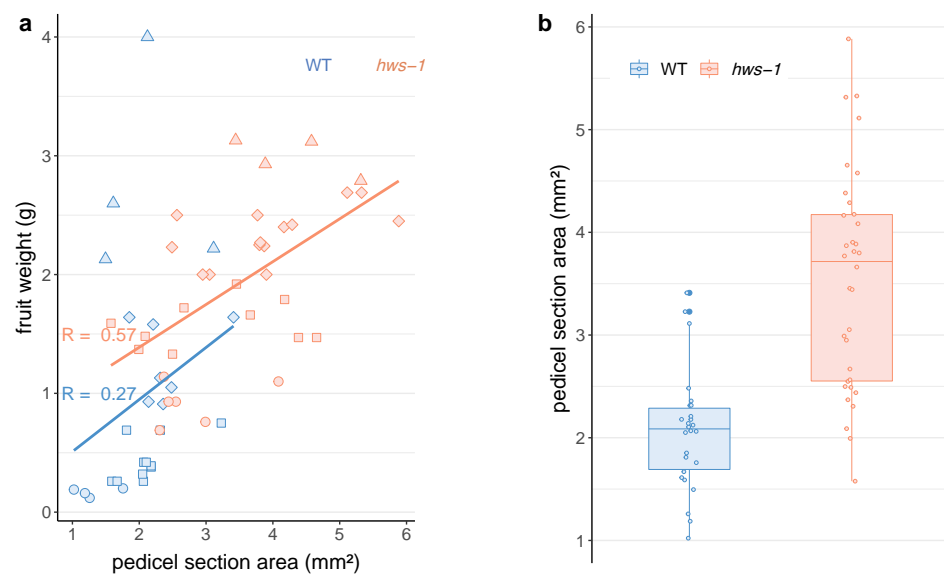 a
fruit weight (g)
4
3
2
1
0
WT hws−1
R = 0.57
R = 0.27
1 2 3 4 5 6
pedicel section area (mm²)
b
pedicel section area (mm²)
6
5
4
3
2
1
WT hws−1